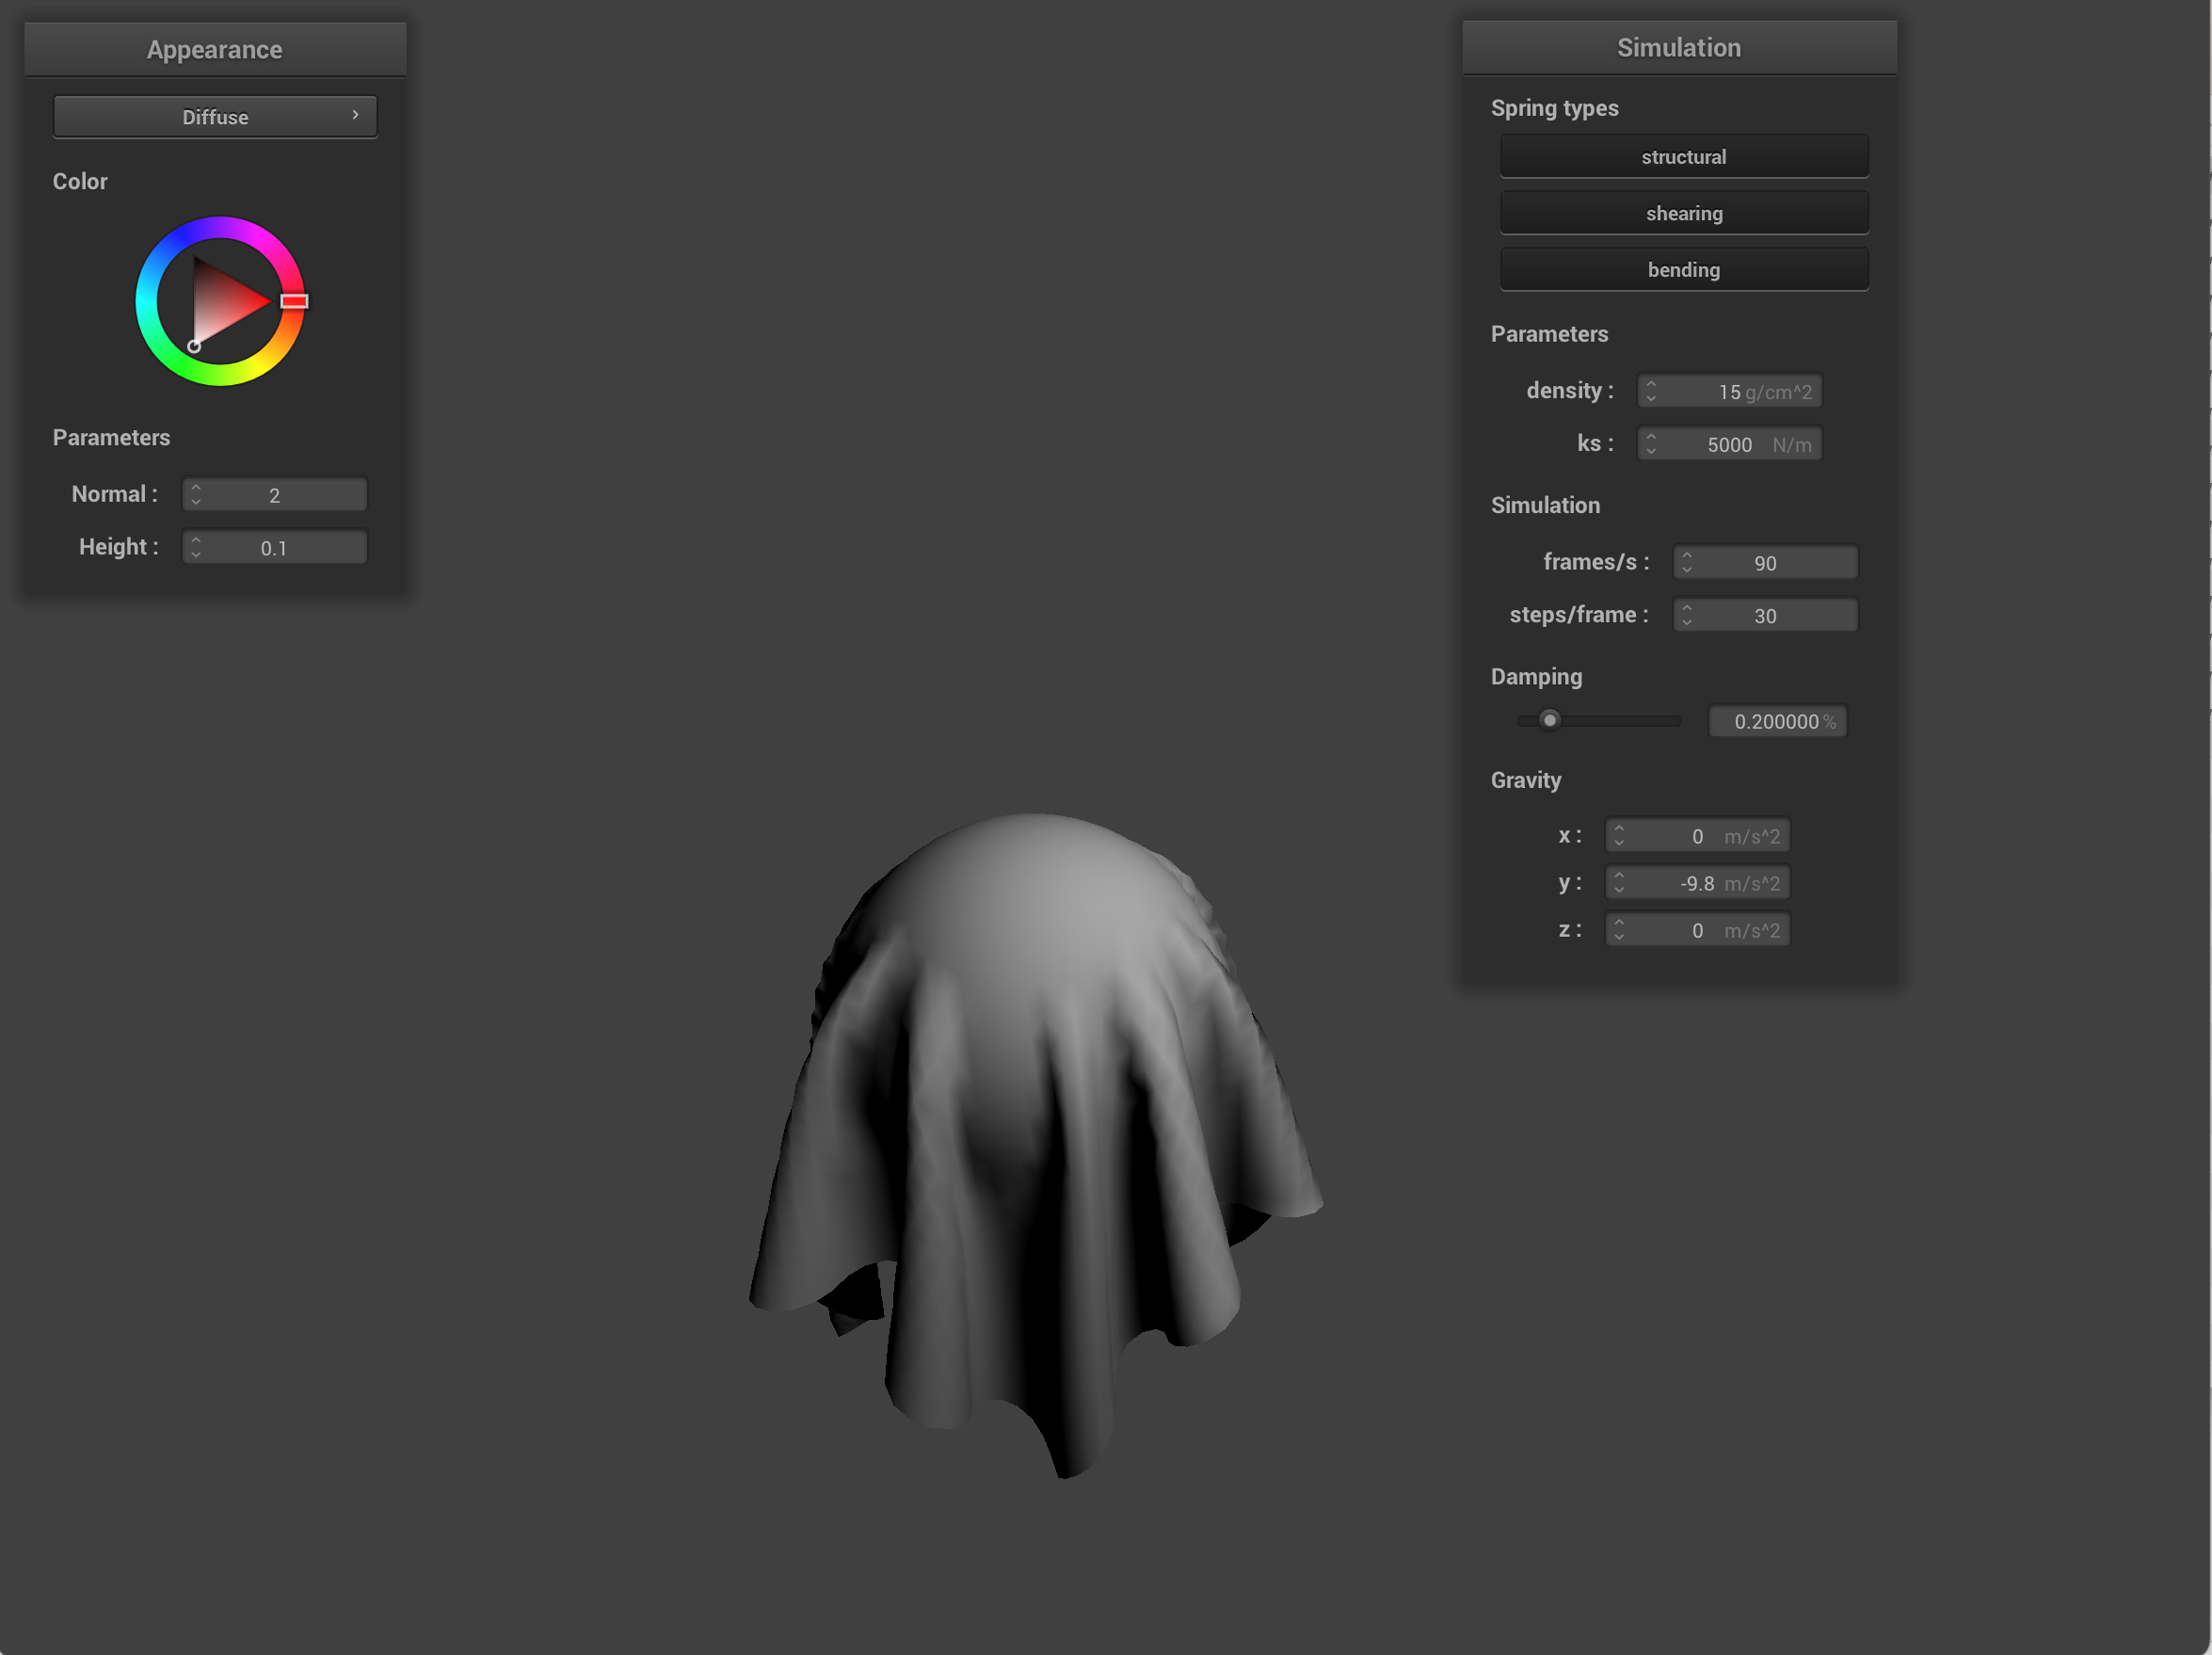 Appearance
Diffuse
Color
Parameters
Normal : 2
Height : 0.1
Simulation
Spring types
structural
shearing
bending
Parameters
density : 15 g/cm^2
ks : 5000 N/m
Simulation
frames/s : 90
steps/frame : 30
Damping
0.200000 %
Gravity
x : 0 m/s^2
y : -9.8 m/s^2
z : 0 m/s^2